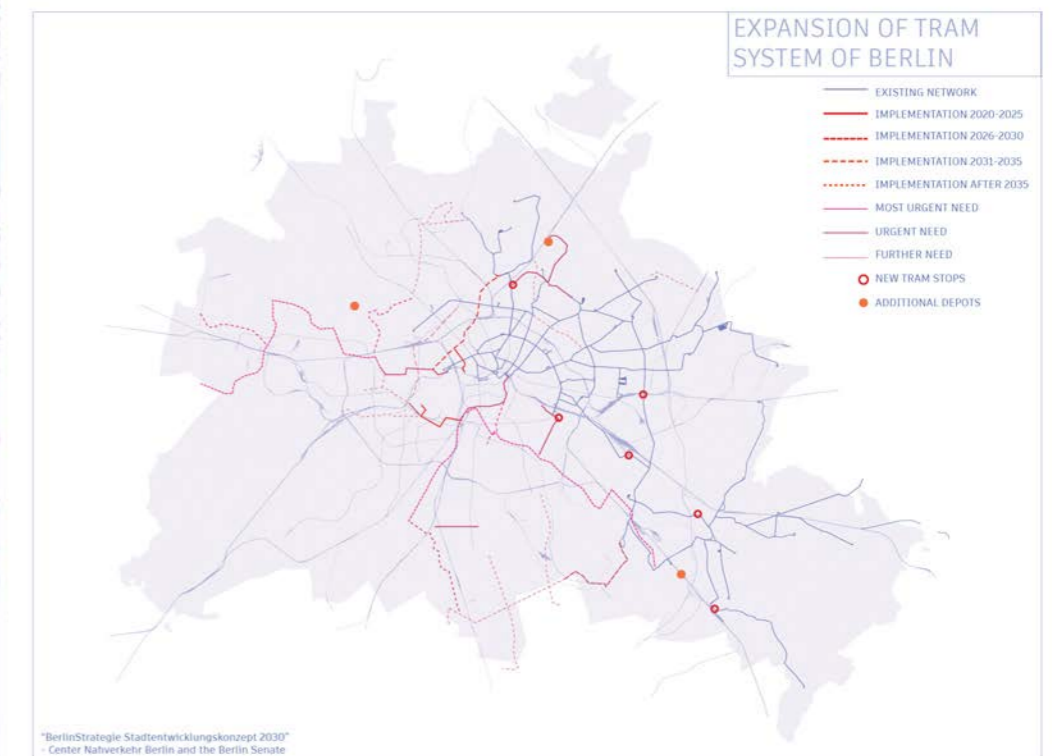 EXPANSION OF TRAM
SYSTEM OF BERLIN
EXISTING NETWORK
IMPLEMENTATION 2020-2025
IMPLEMENTATION 2026-2030
IMPLEMENTATION 2031-2035
IMPLEMENTATION AFTER 2035
MOST URGENT NEED
URGENT NEED
FURTHER NEED
NEW TRAM STOPS
ADDITIONAL DEPOTS
"BerlinStrategie Stadtentwicklungskonzept 2030"
- Center Nahverkehr Berlin and the Berlin Senate